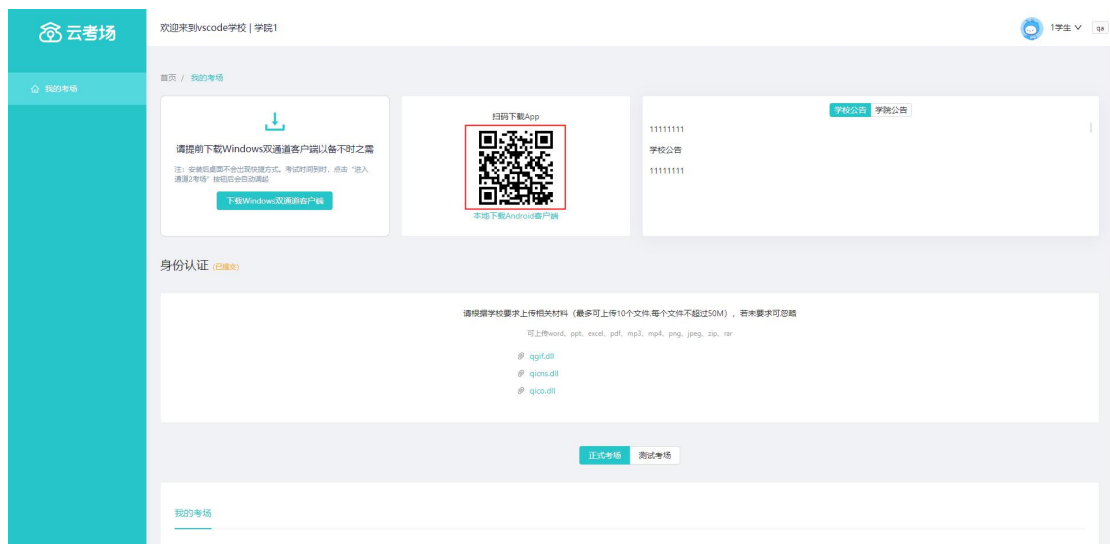 云考场
欢迎来到vscode学校 | 学院1
1学生
qa
我的考场
首页 / 我的考场
请提前下载Windows双通道客户端以备不时之需
注：安装后桌面不会出现快捷方式。考试时间到时，点击“进入
通道2考场”按钮后会自动调起
下载Windows双通道客户端
扫码下载App
本地下载Android客户端
学校公告 学院公告
11111111
学校公告
11111111
身份认证 (已提交)
请根据学校要求上传相关材料（最多可上传10个文件,每个文件不超过50M），若未要求可忽略
可上传word、ppt、excel、pdf、mp3、mp4、png、jpeg、zip、rar
qgif.dll
qicns.dll
qico.dll
正式考场 测试考场
我的考场